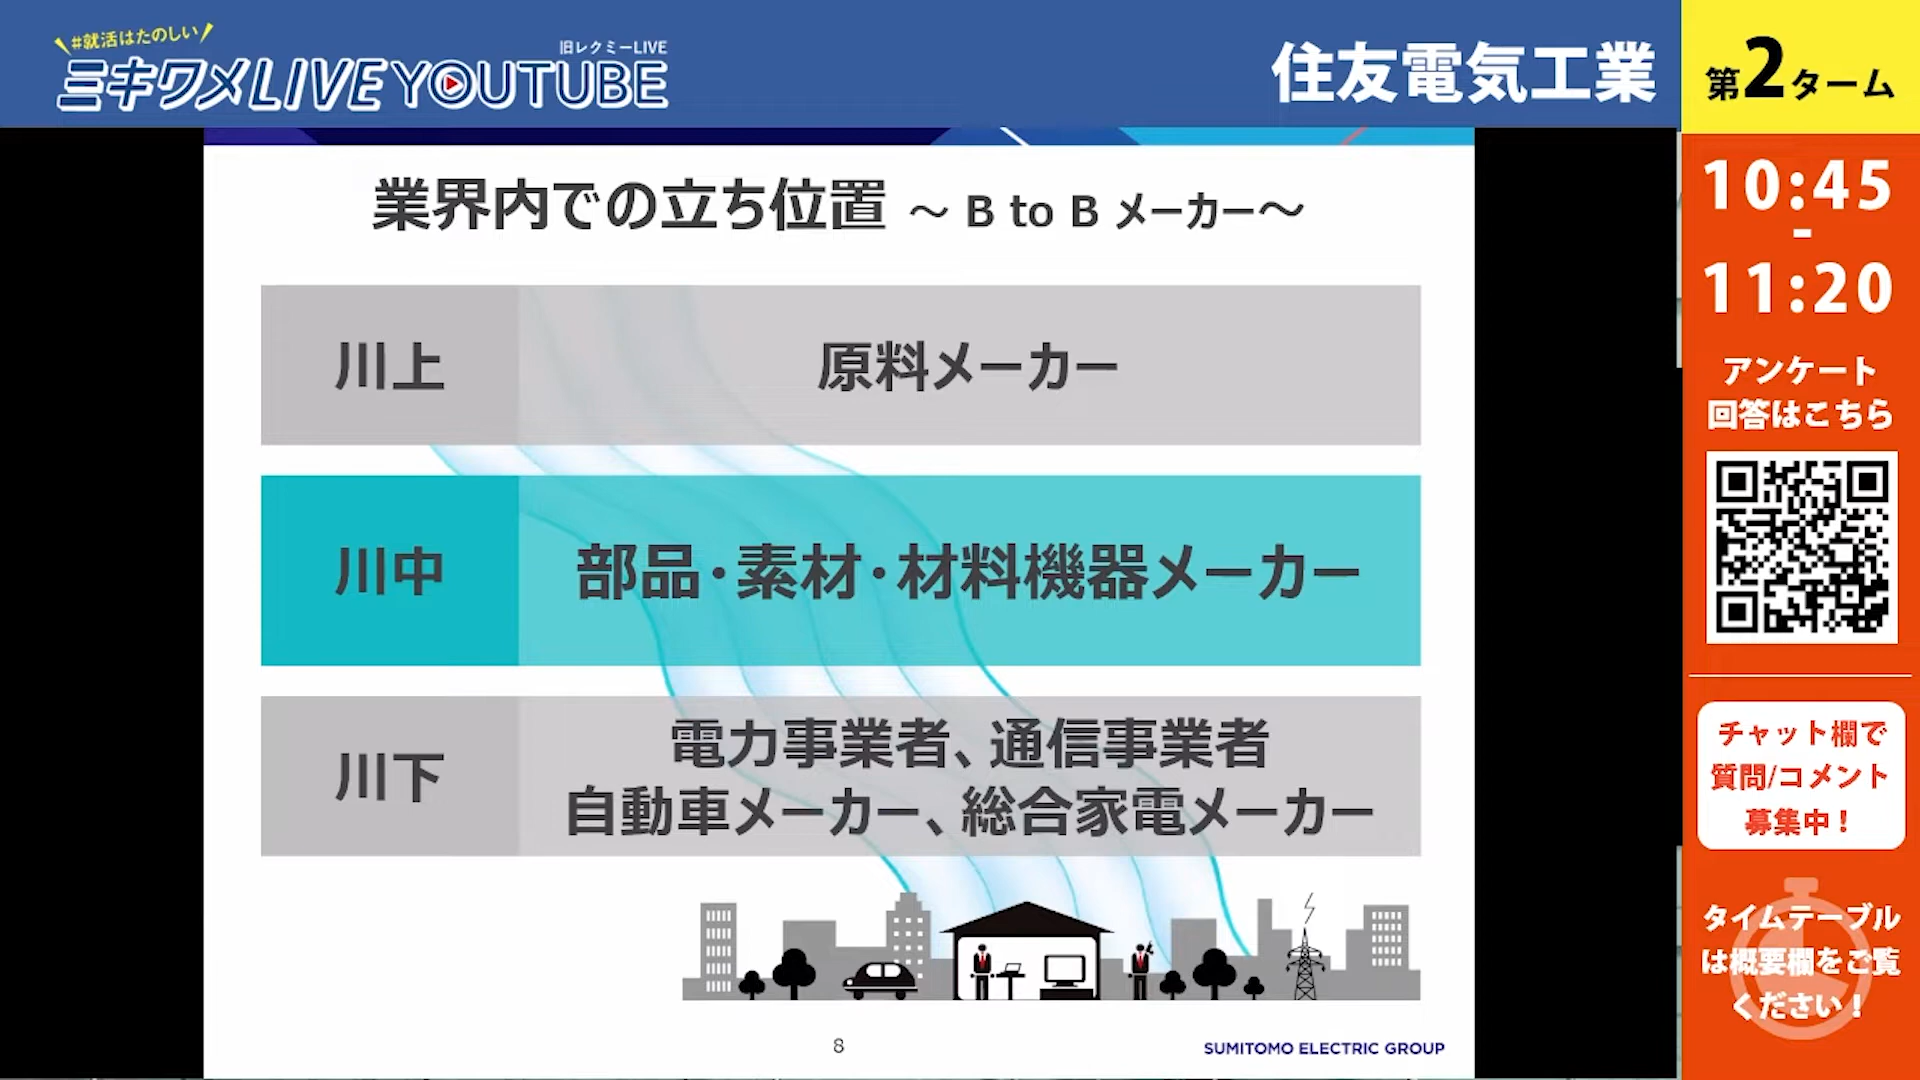 #就活はたのしい
旧レクミーLIVE
ミキワメLIVE YOUTUBE
住友電気工業
第2ターム
業界内での立ち位置 ～ B to B メーカー～
川上
原料メーカー
川中
部品・素材・材料機器メーカー
川下
電力事業者、通信事業者
自動車メーカー、総合家電メーカー
8
SUMITOMO ELECTRIC GROUP
10:45
-
11:20
アンケート
回答はこちら
チャット欄で
質問/コメント
募集中！
タイムテーブル
は概要欄をご覧
ください！